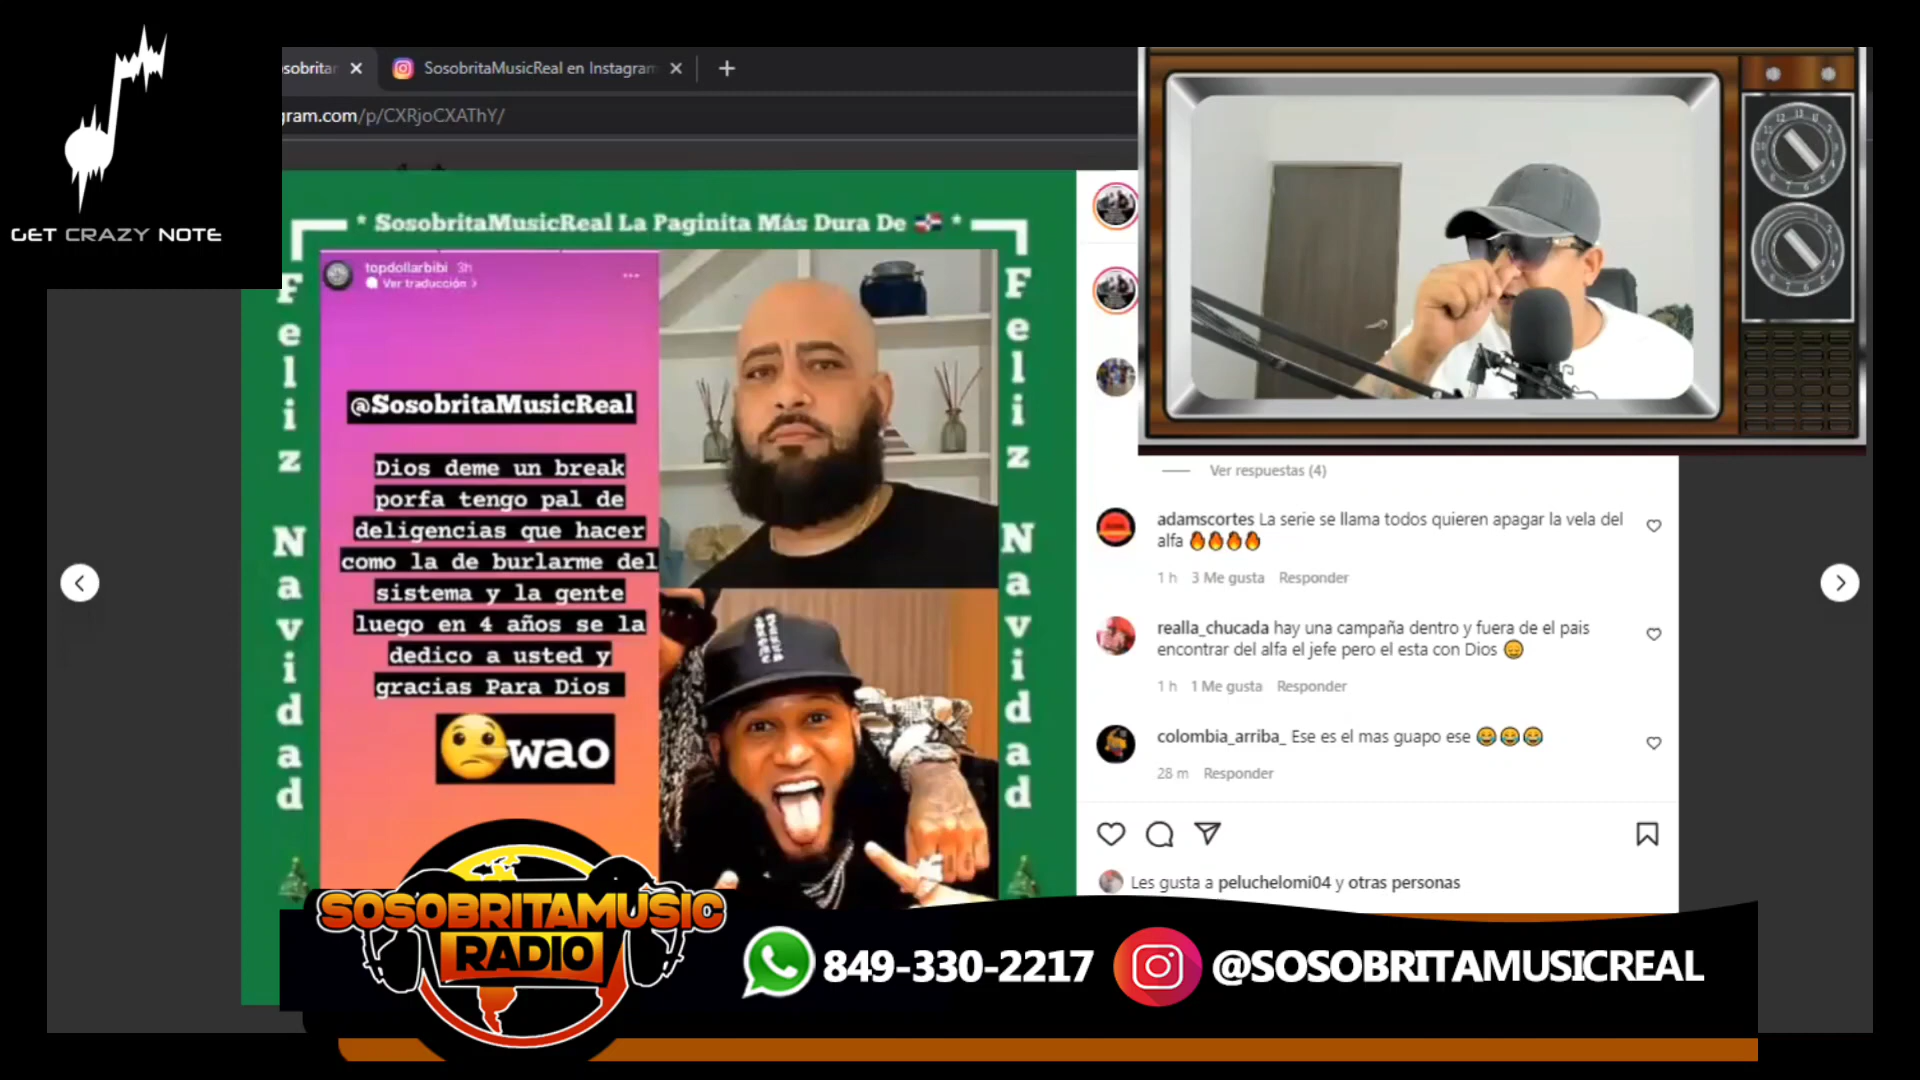 GET CRAZY NOTE
SosobritaMusicReal en Instagram
gram.com/p/CXRjoCXAThY/
* SosobritaMusicReal La Paginita Más Dura De 🇩🇴 *
Feliz Navidad
topdollarbibi 3h
Ver traducción >
@SosobritaMusicReal
Dios deme un break
porfa tengo pal de
deligencias que hacer
como la de burlarme del
sistema y la gente
luego en 4 años se la
dedico a usted y
gracias Para Dios
🤥wao
Feliz Navidad
Ver respuestas (4)
adamscortes La serie se llama todos quieren apagar la vela del
alfa 🔥🔥🔥🔥
1 h 3 Me gusta Responder
realla_chucada hay una campaña dentro y fuera de el pais
encontrar del alfa el jefe pero el esta con Dios 😑
1 h 1 Me gusta Responder
colombia_arriba_ Ese es el mas guapo ese 😂😂😂
28 m Responder
Les gusta a peluchelomi04 y otras personas
SOSOBRITAMUSIC
RADIO
849-330-2217
@SOSOBRITAMUSICREAL